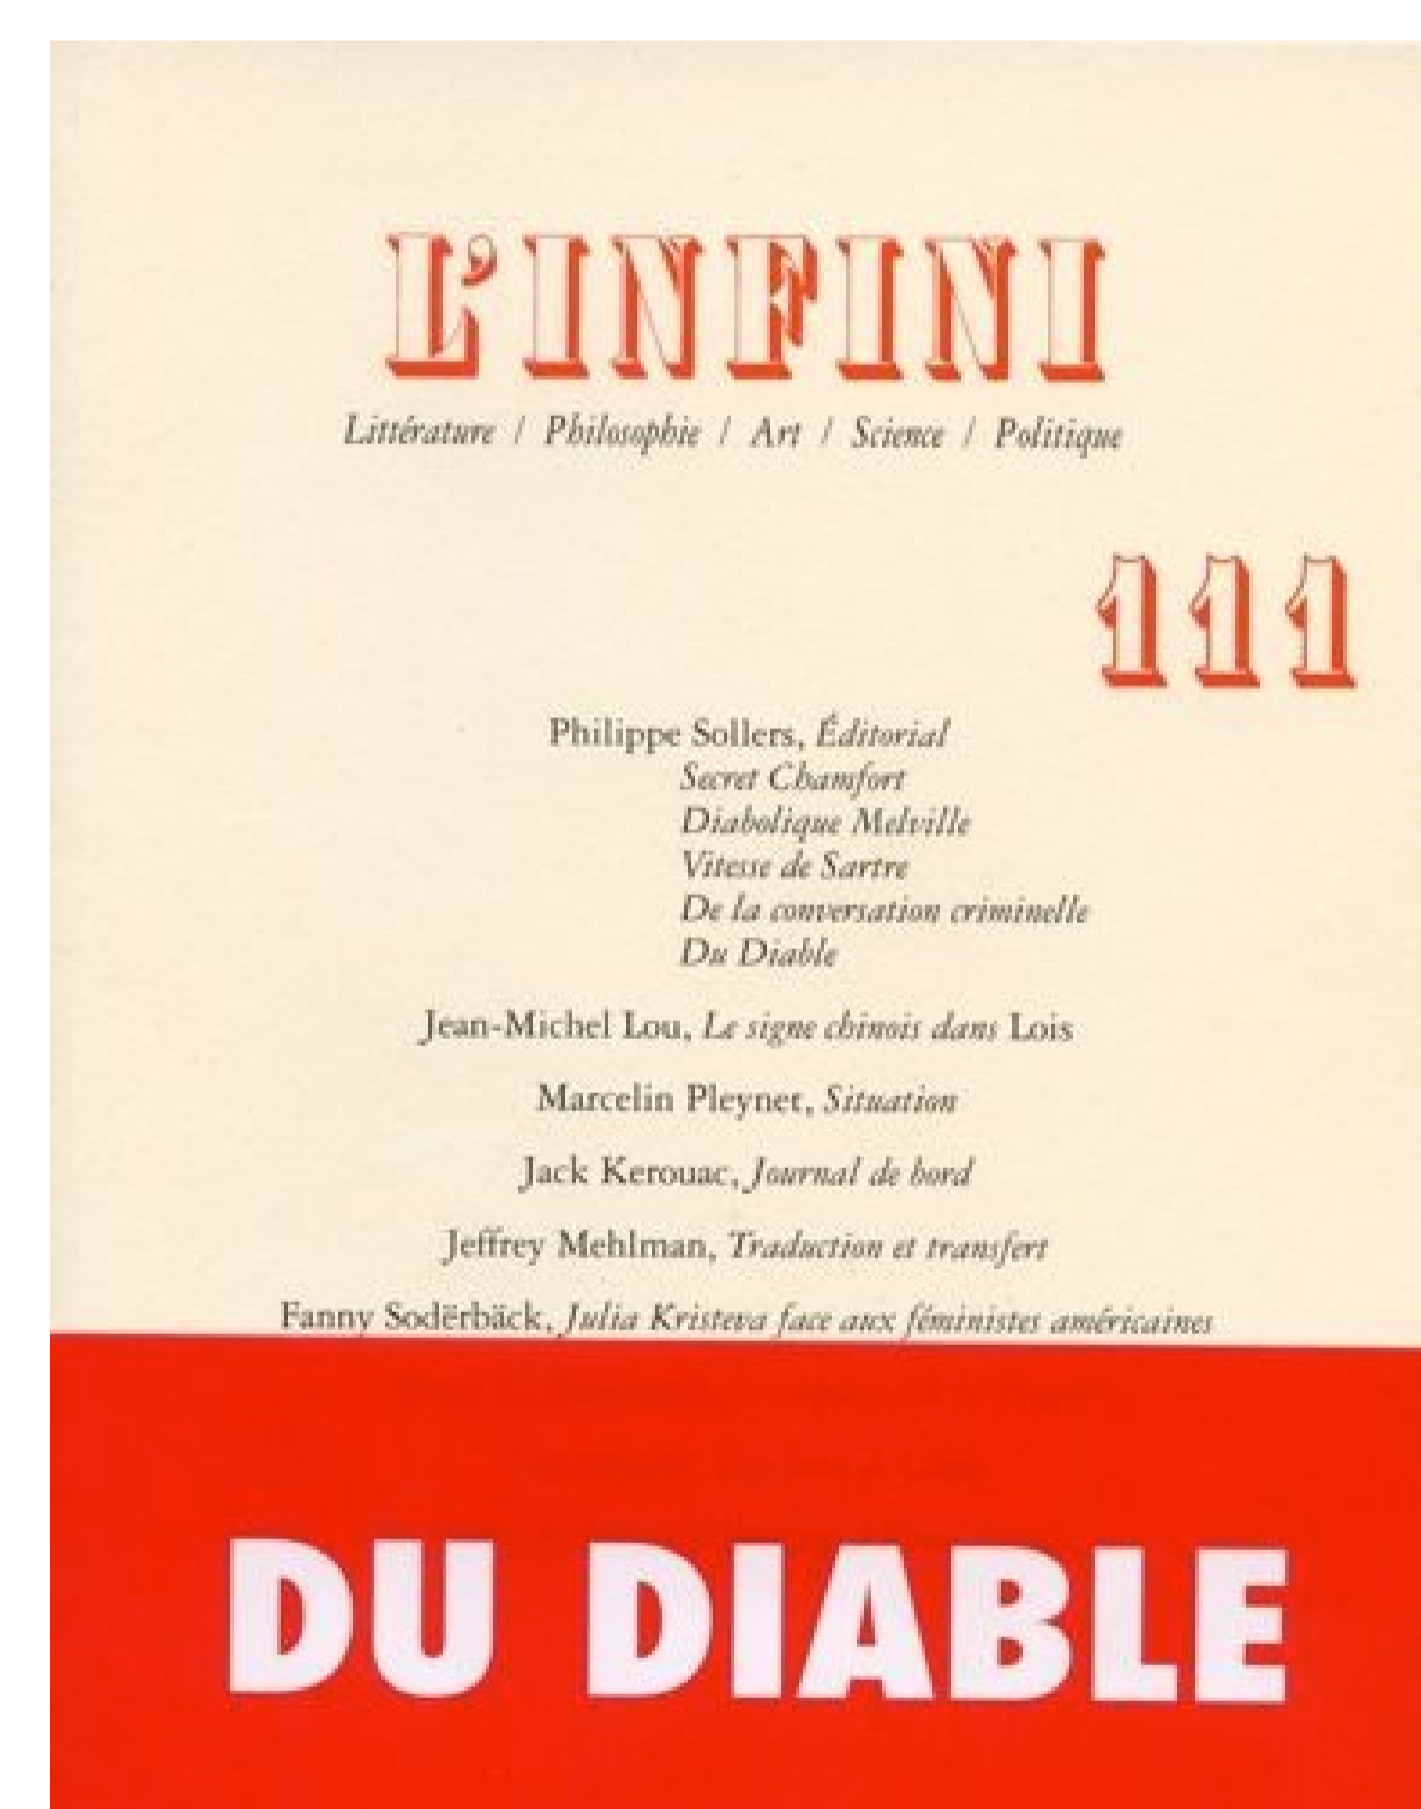 L'INFINI
Littérature / Philosophie / Art / Science / Politique
111
Philippe Sollers, Éditorial
Secret Chamfort
Diabolique Melville
Vitesse de Sartre
De la conversation criminelle
Du Diable
Jean-Michel Lou, Le signe chinois dans Lois
Marcelin Pleynet, Situation
Jack Kerouac, Journal de bord
Jeffrey Mehlman, Traduction et transfert
Fanny Sodërbäck, Julia Kristeva face aux féministes américaines
DU DIABLE